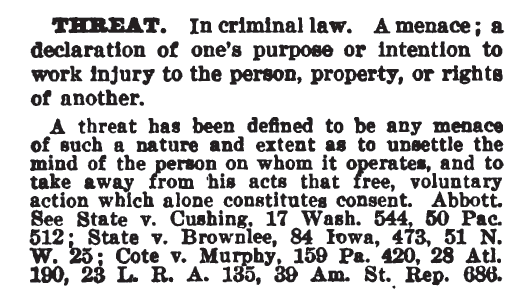 THREAT. In criminal law. A menace; a
declaration of one's purpose or intention to
work injury to the person, property, or rights
of another.
A threat has been defined to be any menace
of such a nature and extent as to unsettle the
mind of the person on whom it operates, and to
take away from his acts that free, voluntary
action which alone constitutes consent. Abbott.
See State v. Cushing, 17 Wash. 544, 50 Pac.
512; State v. Brownlee, 84 Iowa, 473, 51 N.
W. 25; Cote v. Murphy, 159 Pa. 420, 28 Atl.
190, 23 L. R. A. 135, 39 Am. St. Rep. 686.